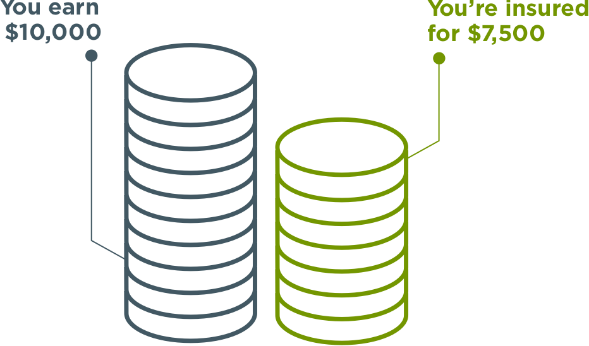 You earn
$10,000
You’re insured
for $7,500